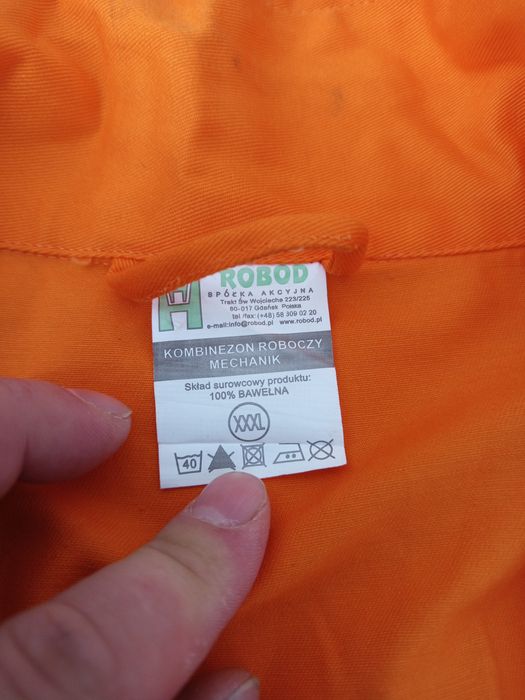 ROBOD
SPÓŁKA AKCYJNA
Trakt Św Wojciecha 223/225
80-017 Gdańsk Polska
tel /fax: (+48) 58 309 02 20
e-mail:info@robod.pl www.robod.pl
KOMBINEZON ROBOCZY
MECHANIK
Skład surowcowy produktu:
100% BAWEŁNA
XXXL
40